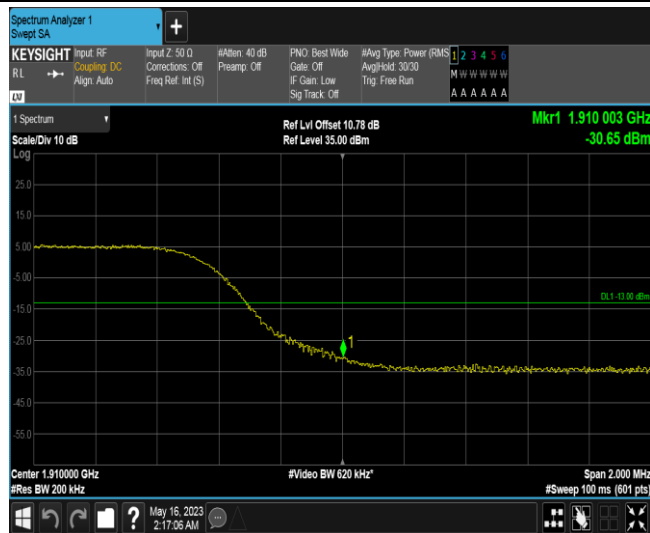 Spectrum Analyzer 1
Swept SA
KEYSIGHT
RL
Input: RF
Coupling: DC
Align: Auto
Input Z: 50 Ω
Corrections: Off
Freq Ref: Int (S)
#Atten: 40 dB
Preamp: Off
PNO: Best Wide
Gate: Off
IF Gain: Low
Sig Track: Off
#Avg Type: Power (RMS
Avg|Hold: 30/30
Trig: Free Run
1 2 3 4 5 6
M W W W W W
A A A A A A
1 Spectrum
Scale/Div 10 dB
Log
Ref Lvl Offset 10.78 dB
Ref Level 35.00 dBm
Mkr1 1.910 003 GHz
-30.65 dBm
25.0
15.0
5.00
-5.00
DL1 -13.00 dBm
-15.0
-25.0
1
-35.0
-45.0
-55.0
Center 1.910000 GHz
#Res BW 200 kHz
#Video BW 620 kHz*
Span 2.000 MHz
#Sweep 100 ms (601 pts)
May 16, 2023
2:17:06 AM